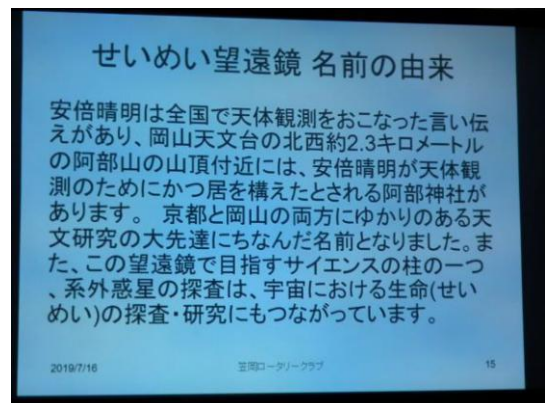 せいめい望遠鏡 名前の由来
安倍晴明は全国で天体観測をおこなった言い伝
えがあり、岡山天文台の北西約2.3キロメートル
の阿部山の山頂付近には、安倍晴明が天体観
測のためにかつ居を構えたとされる阿部神社が
あります。 京都と岡山の両方にゆかりのある天
文研究の大先達にちなんだ名前となりました。ま
た、この望遠鏡で目指すサイエンスの柱の一つ
、系外惑星の探査は、宇宙における生命(せい
めい)の探査・研究にもつながっています。
2019/7/16
笠岡ロータリークラブ
15